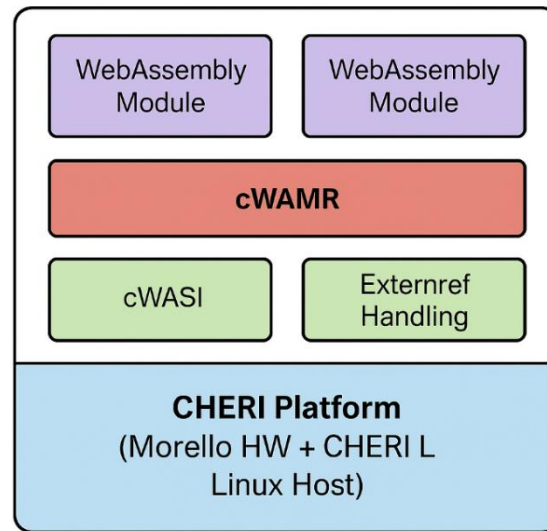 WebAssembly
Module
WebAssembly
Module
cWAMR
cWASI
Externref
Handling
CHERI Platform
(Morello HW + CHERI L
Linux Host)